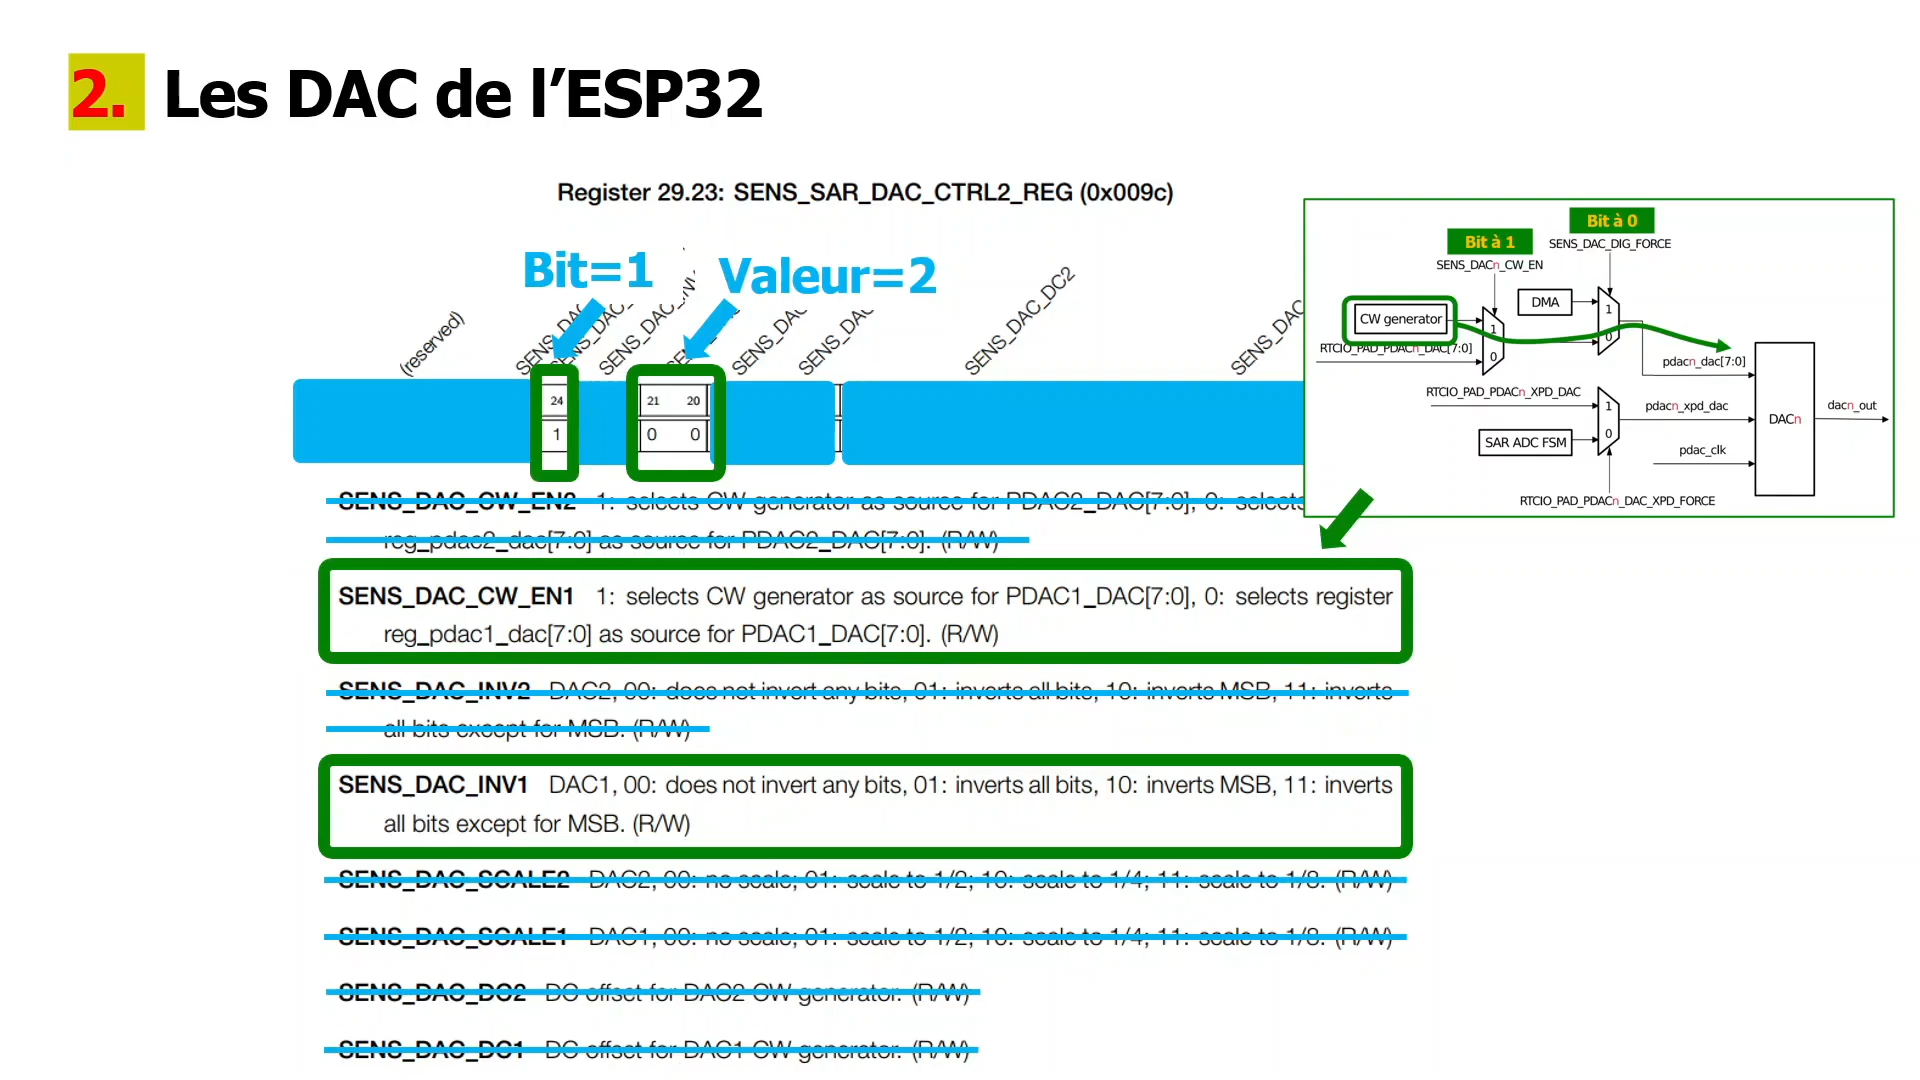 2. Les DAC de l’ESP32
Register 29.23: SENS_SAR_DAC_CTRL2_REG (0x009c)
Bit=1
Valeur=2
(reserved)
SENS_DAC_DC2
24
21 20
1
0 0
Bit à 0
Bit à 1
SENS_DAC_DIG_FORCE
SENS_DACn_CW_EN
DMA
1
CW generator
1
0
RTCIO_PAD_PDACn_DAC[7:0]
0
pdacn_dac[7:0]
RTCIO_PAD_PDACn_XPD_DAC
1
pdacn_xpd_dac
dacn_out
DACn
SAR ADC FSM
0
pdac_clk
RTCIO_PAD_PDACn_DAC_XPD_FORCE
SENS_DAC_CW_EN2 1: selects CW generator as source for PDAC2_DAC[7:0], 0: selects
reg_pdac2_dac[7:0] as source for PDAC2_DAC[7:0]. (R/W)
SENS_DAC_CW_EN1 1: selects CW generator as source for PDAC1_DAC[7:0], 0: selects register
reg_pdac1_dac[7:0] as source for PDAC1_DAC[7:0]. (R/W)
SENS_DAC_INV2 DAC2, 00: does not invert any bits, 01: inverts all bits, 10: inverts MSB, 11: inverts
all bits except for MSB. (R/W)
SENS_DAC_INV1 DAC1, 00: does not invert any bits, 01: inverts all bits, 10: inverts MSB, 11: inverts
all bits except for MSB. (R/W)
SENS_DAC_SCALE2 DAC2, 00: no scale; 01: scale to 1/2; 10: scale to 1/4; 11: scale to 1/8. (R/W)
SENS_DAC_SCALE1 DAC1, 00: no scale; 01: scale to 1/2; 10: scale to 1/4; 11: scale to 1/8. (R/W)
SENS_DAC_DC2 DC offset for DAC2 CW generator. (R/W)
SENS_DAC_DC1 DC offset for DAC1 CW generator. (R/W)